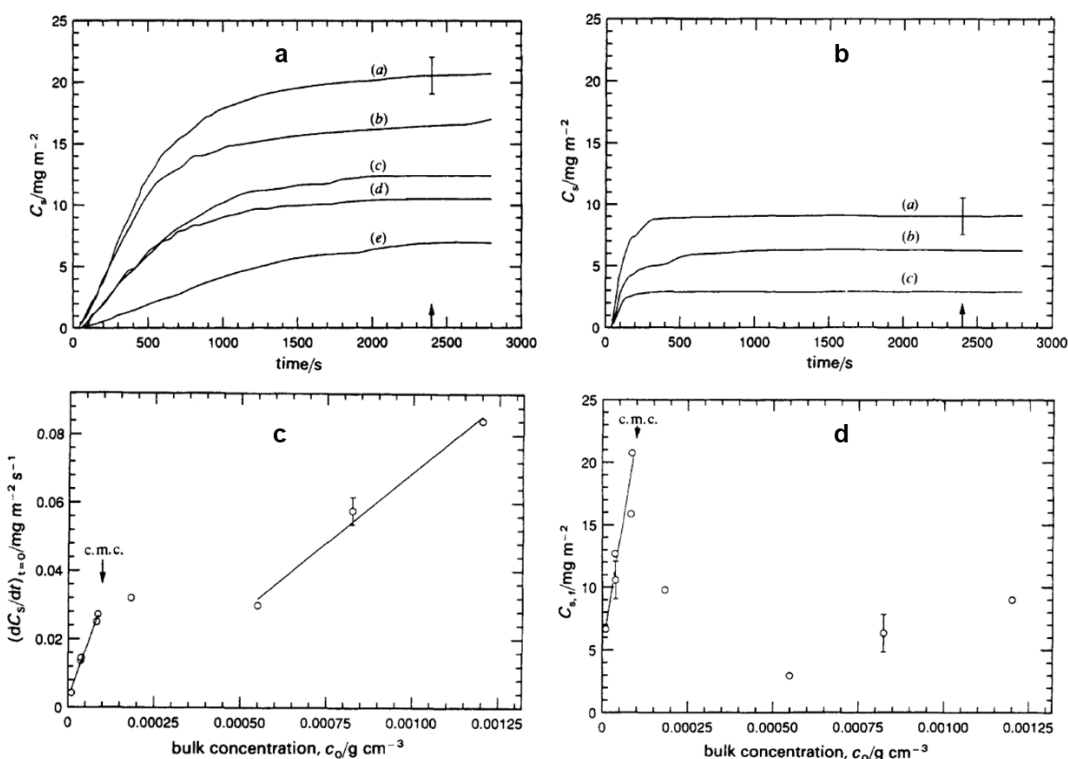 a
25
20
15
10
5
0
C_s/mg m⁻²
(a)
(b)
(c)
(d)
(e)
0 500 1000 1500 2000 2500 3000
time/s
b
25
20
15
10
5
0
C_s/mg m⁻²
(a)
(b)
(c)
0 500 1000 1500 2000 2500 3000
time/s
c
0.08
0.06
0.04
0.02
0
(dC_s/dt)_{t=0}/mg m⁻² s⁻¹
c.m.c.
0 0.00025 0.00050 0.00075 0.00100 0.00125
bulk concentration, c_0/g cm⁻³
d
c.m.c.
25
20
15
10
5
0
C_{s,f}/mg m⁻²
0 0.00025 0.00050 0.00075 0.00100 0.00125
bulk concentration, c_0/g cm⁻³